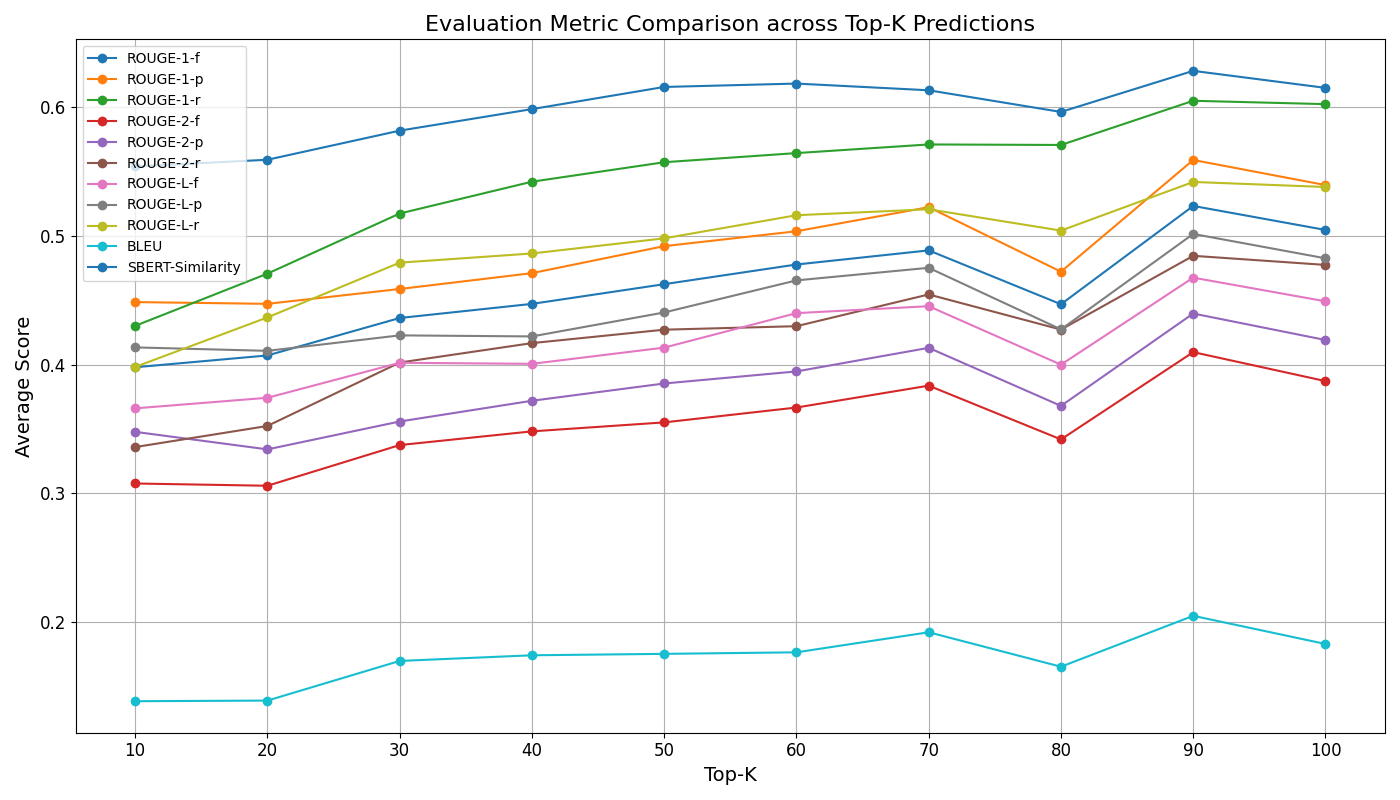 Evaluation Metric Comparison across Top-K Predictions
ROUGE-1-f
ROUGE-1-p
ROUGE-1-r
ROUGE-2-f
ROUGE-2-p
ROUGE-2-r
ROUGE-L-f
ROUGE-L-p
ROUGE-L-r
BLEU
SBERT-Similarity
Average Score
0.6
0.5
0.4
0.3
0.2
10 20 30 40 50 60 70 80 90 100
Top-K